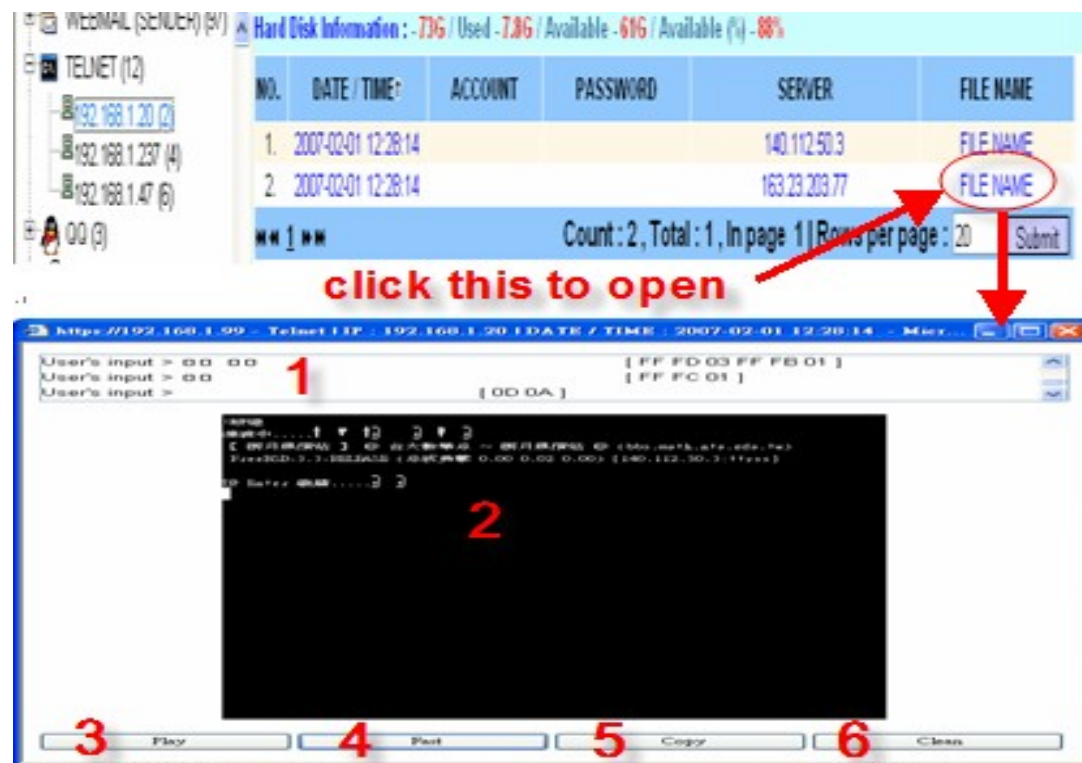 WEBMAIL (SENDER) (97)
Hard Disk Information : - 73G / Used - 7.8G / Available - 61G / Available (%) - 88%
TELNET (12)
192.168.1.20 (2)
192.168.1.237 (4)
192.168.1.47 (6)
QQ (3)
NO. DATE / TIME↑ ACCOUNT PASSWORD SERVER FILE NAME
1. 2007-02-01 12:28:14 140.112.50.3 FILE NAME
2. 2007-02-01 12:28:14 163.23.203.77 FILE NAME
1 Count : 2 , Total : 1 , In page 1 | Rows per page : 20 Submit
click this to open
https://192.168.1.99 - Telnet | IP : 192.168.1.20 | DATE / TIME : 2007-02-01 12:28:14 - Micr...
User's input > [ FF FD 03 FF FB 01 ]
User's input > [ FF FC 01 ]
User's input > [ 0D 0A ]
1
2
3 Play
4 Fast
5 Copy
6 Clean